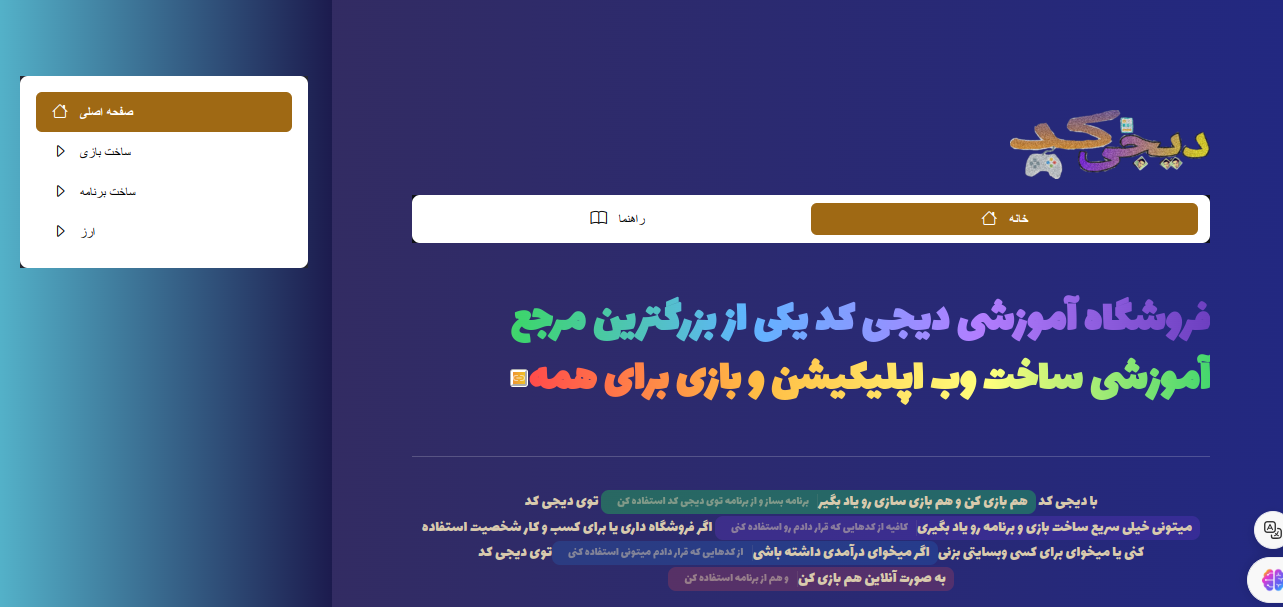 صفحه اصلی
ساخت بازی
ساخت برنامه
ارز
دیجی کد
خانه
راهنما
فروشگاه آموزشی دیجی کد یکی از بزرگترین مرجع
آموزشی ساخت وب اپلیکیشن و بازی برای همه
با دیجی کد هم بازی کن و هم بازی سازی رو یاد بگیر برنامه بساز و از برنامه توی دیجی کد استفاده کن توی دیجی کد
میتونی خیلی سریع ساخت بازی و برنامه رو یاد بگیری کافیه از کدهایی که قرار دادم رو استفاده کنی اگر فروشگاه داری یا برای کسب و کار شخصیت استفاده
کنی یا میخوای برای کسی وبسایتی بزنی اگر میخوای درآمدی داشته باشی از کدهایی که قرار دادم میتونی استفاده کنی توی دیجی کد
به صورت آنلاین هم بازی کن و هم از برنامه استفاده کن